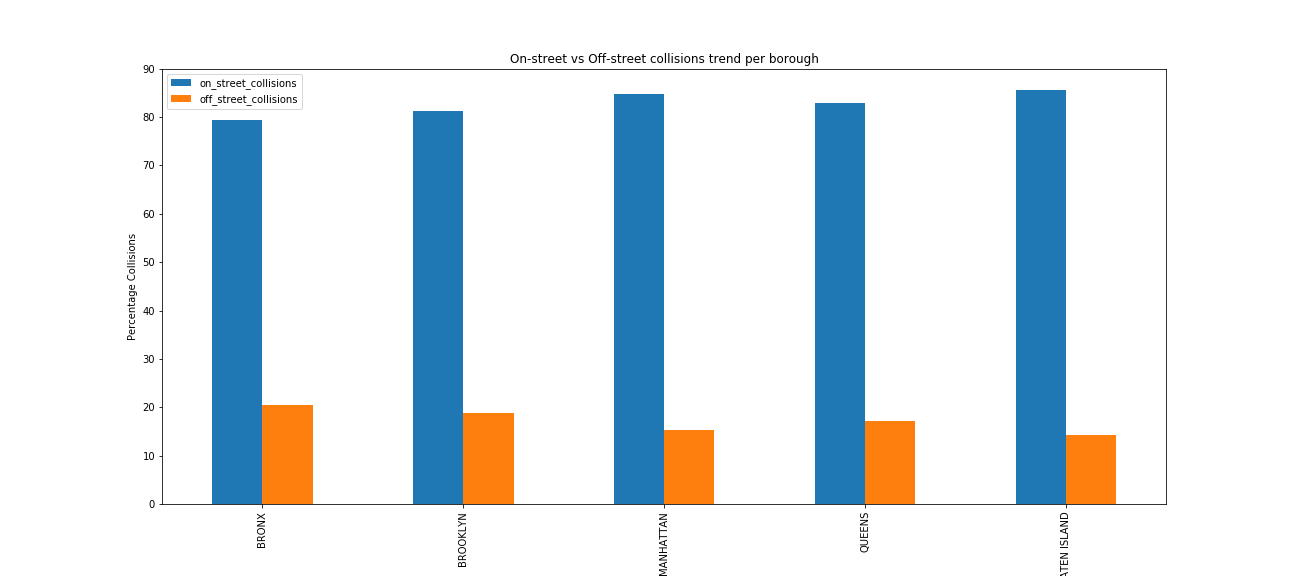 On-street vs Off-street collisions trend per borough
on_street_collisions
off_street_collisions
Percentage Collisions
90
80
70
60
50
40
30
20
10
0
BRONX
BROOKLYN
MANHATTAN
QUEENS
ATEN ISLAND